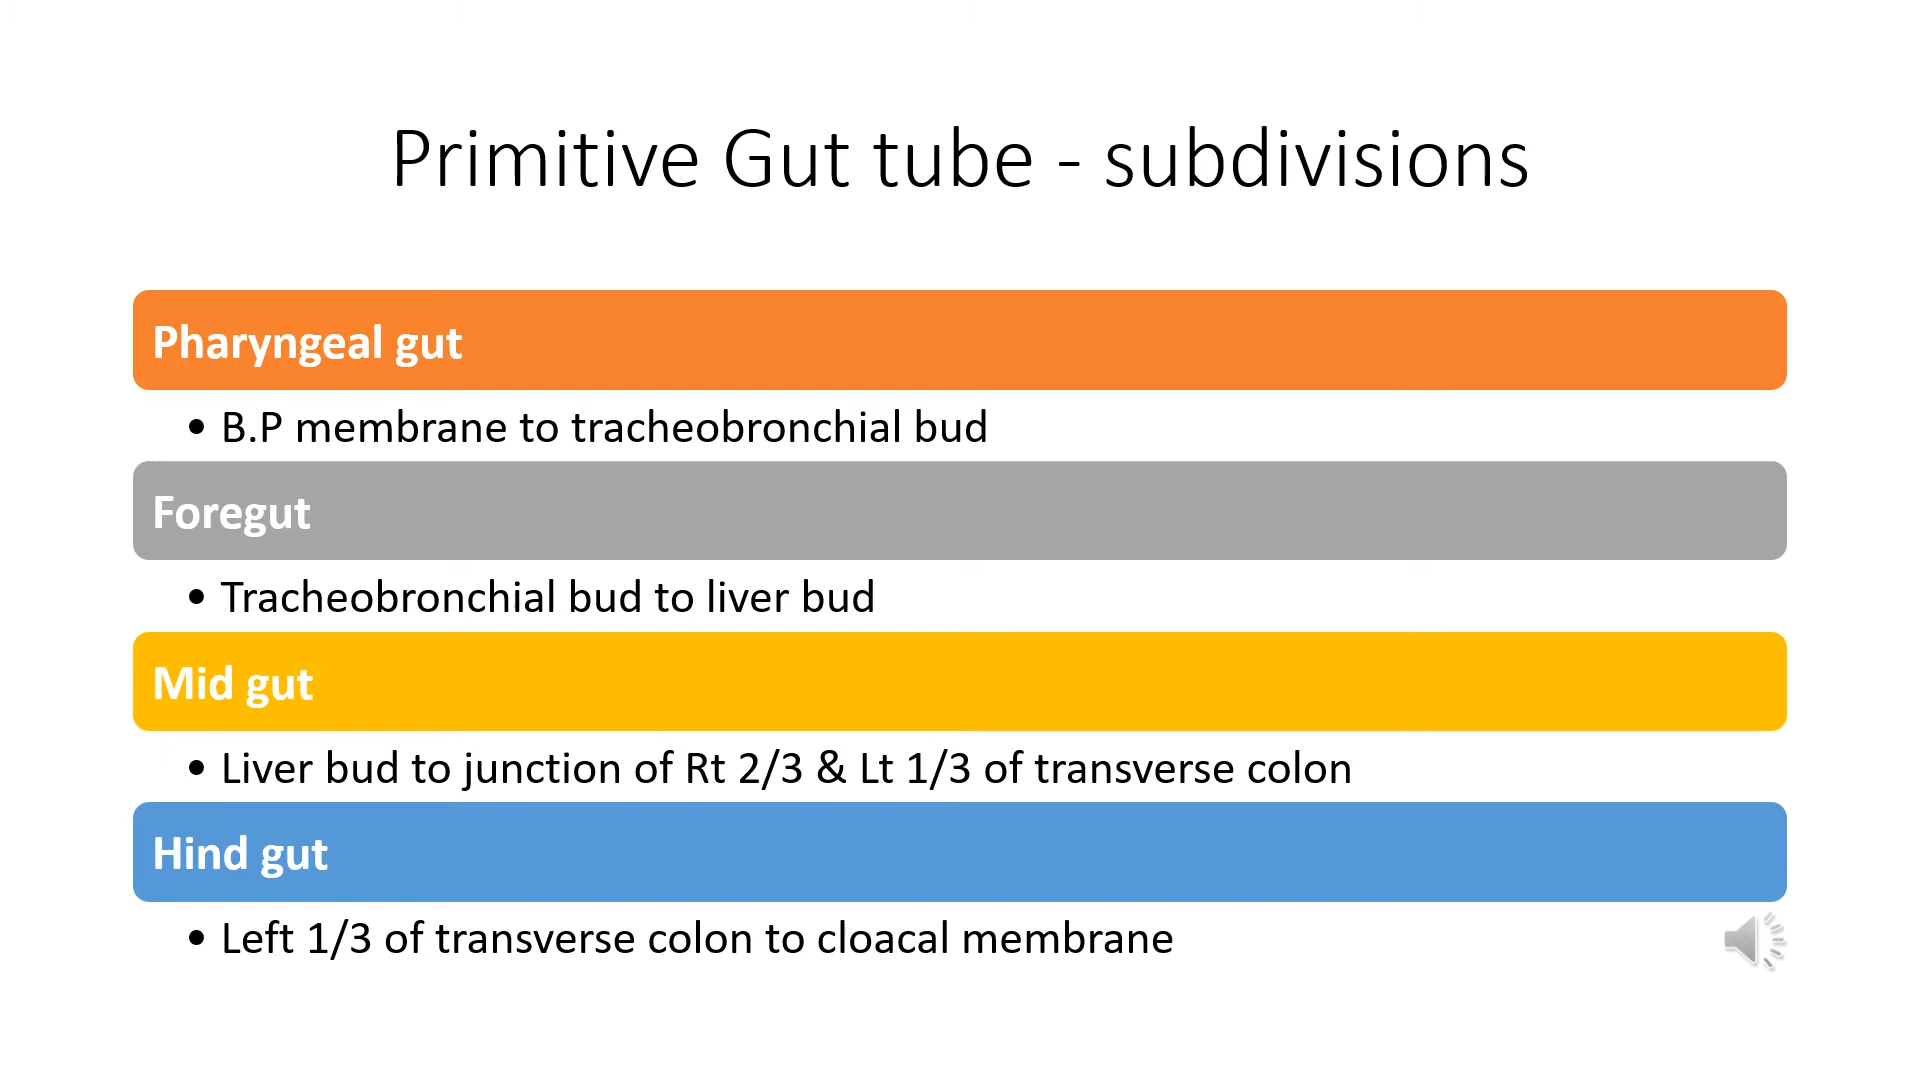 Primitive Gut tube - subdivisions
Pharyngeal gut
• B.P membrane to tracheobronchial bud
Foregut
• Tracheobronchial bud to liver bud
Mid gut
• Liver bud to junction of Rt 2/3 & Lt 1/3 of transverse colon
Hind gut
• Left 1/3 of transverse colon to cloacal membrane